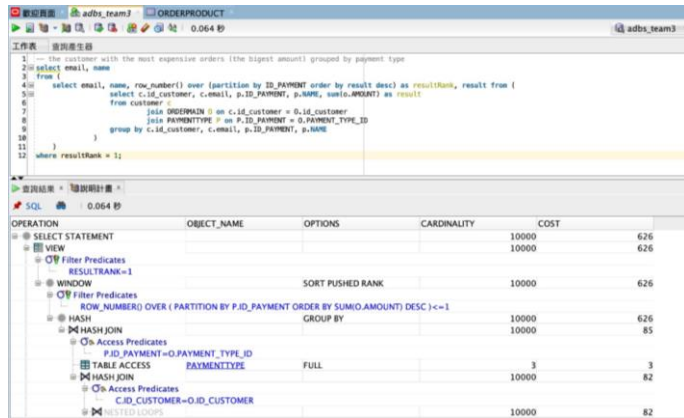 歡迎頁面 adbs_team3 ORDERPRODUCT
0.064 秒 adbs_team3
工作表 查詢產生器
1 -- the customer with the most expensive orders (the bigest amount) grouped by payment type
2 select email, name
3 from (
4 select email, name, row_number() over (partition by ID_PAYMENT order by result desc) as resultRank, result from (
5 select c.id_customer, c.email, p.ID_PAYMENT, p.NAME, sum(o.AMOUNT) as result
6 from customer c
7 join ORDERMAIN O on c.id_customer = O.id_customer
8 join PAYMENTTYPE P on P.ID_PAYMENT = O.PAYMENT_TYPE_ID
9 group by c.id_customer, c.email, p.ID_PAYMENT, p.NAME
10 )
11 )
12 where resultRank = 1;
查詢結果 × 說明計畫 ×
SQL 0.064 秒
OPERATION OBJECT_NAME OPTIONS CARDINALITY COST
SELECT STATEMENT 10000 626
VIEW 10000 626
Filter Predicates
RESULTRANK=1
WINDOW SORT PUSHED RANK 10000 626
Filter Predicates
ROW_NUMBER() OVER ( PARTITION BY P.ID_PAYMENT ORDER BY SUM(O.AMOUNT) DESC )<=1
HASH GROUP BY 10000 626
HASH JOIN 10000 85
Access Predicates
P.ID_PAYMENT=O.PAYMENT_TYPE_ID
TABLE ACCESS PAYMENTTYPE FULL 3 3
HASH JOIN 10000 82
Access Predicates
C.ID_CUSTOMER=O.ID_CUSTOMER
NESTED LOOPS 10000 82